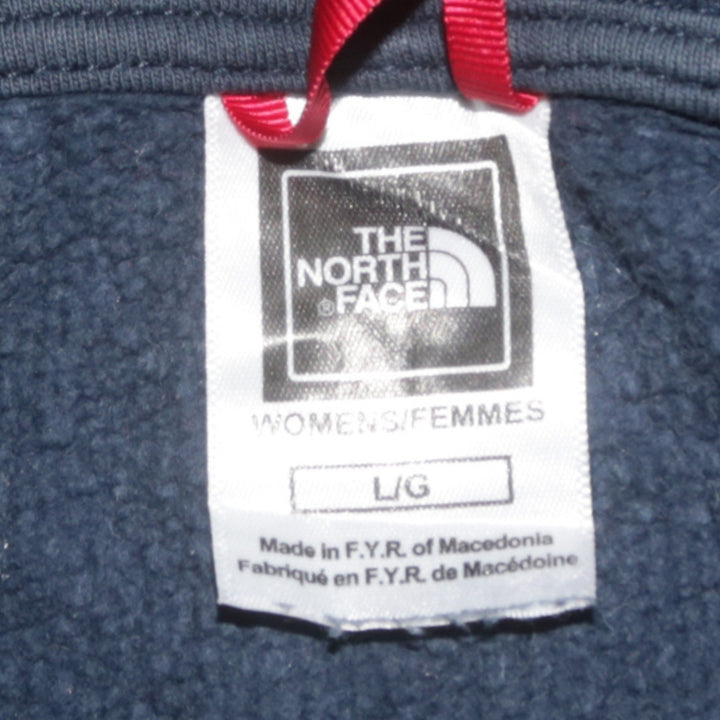 THE
NORTH
®FACE
WOMENS/FEMMES
L/G
Made in F.Y.R. of Macedonia
Fabriqué en F.Y.R. de Macédoine